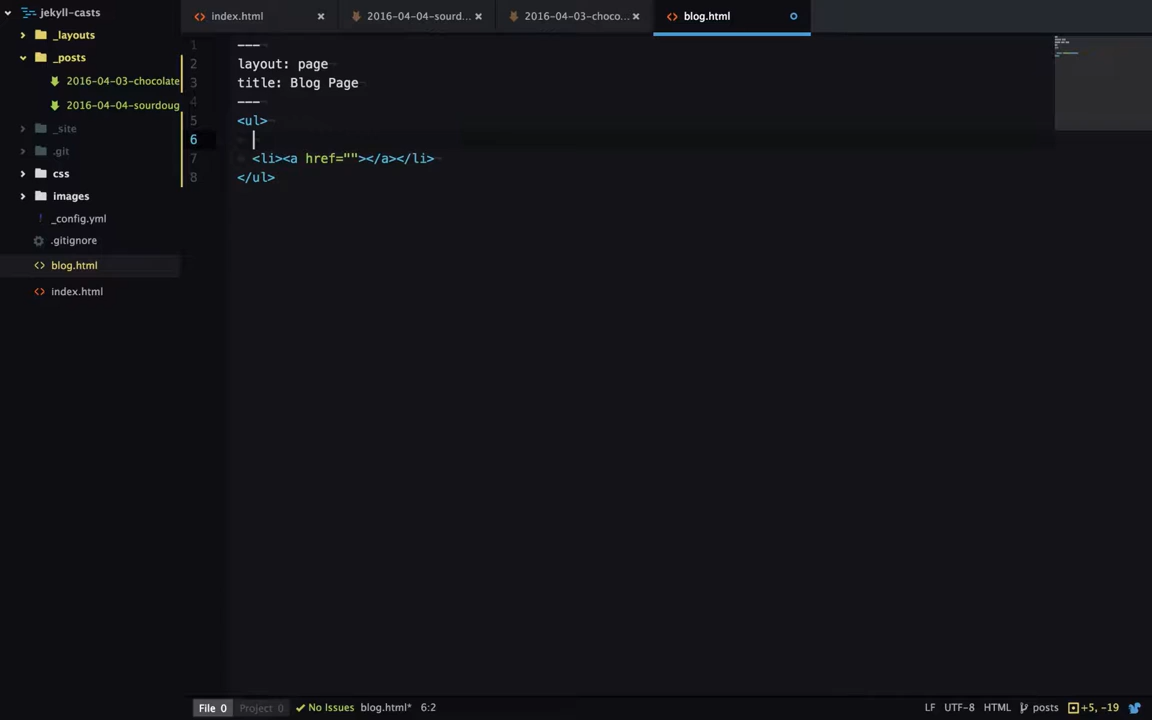 jekyll-casts
index.html
2016-04-04-sourd...
2016-04-03-choco...
blog.html
_layouts
_posts
2016-04-03-chocolate
2016-04-04-sourdoug
_site
.git
css
images
_config.yml
.gitignore
blog.html
index.html
1 ---
2 layout: page
3 title: Blog Page
4 ---
5 <ul>
6
7 <li><a href=""></a></li>
8 </ul>
File 0 Project 0 No Issues blog.html* 6:2 LF UTF-8 HTML posts +5, -19